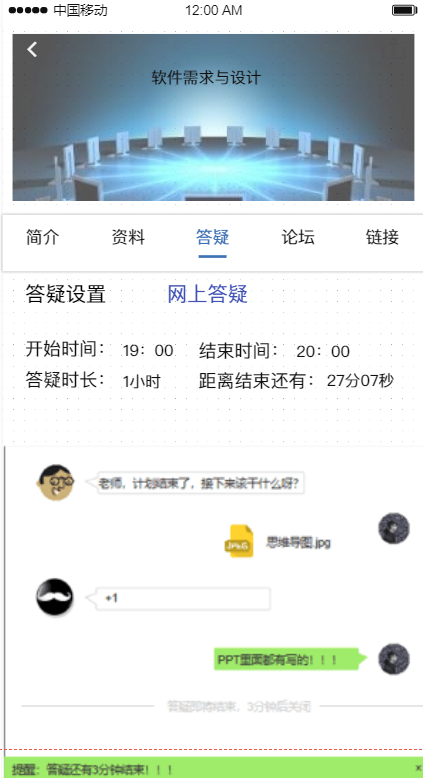 中国移动 12:00 AM
软件需求与设计
简介 资料 答疑 论坛 链接
答疑设置 网上答疑
开始时间： 19：00 结束时间： 20：00
答疑时长： 1小时 距离结束还有： 27分07秒
老师，计划结束了，接下来该干什么呀？
JPEG 思维导图.jpg
+1
PPT里面都有写的！！！
答疑即将结束，3分钟后关闭
提醒：答疑还有3分钟结束！！！ ×